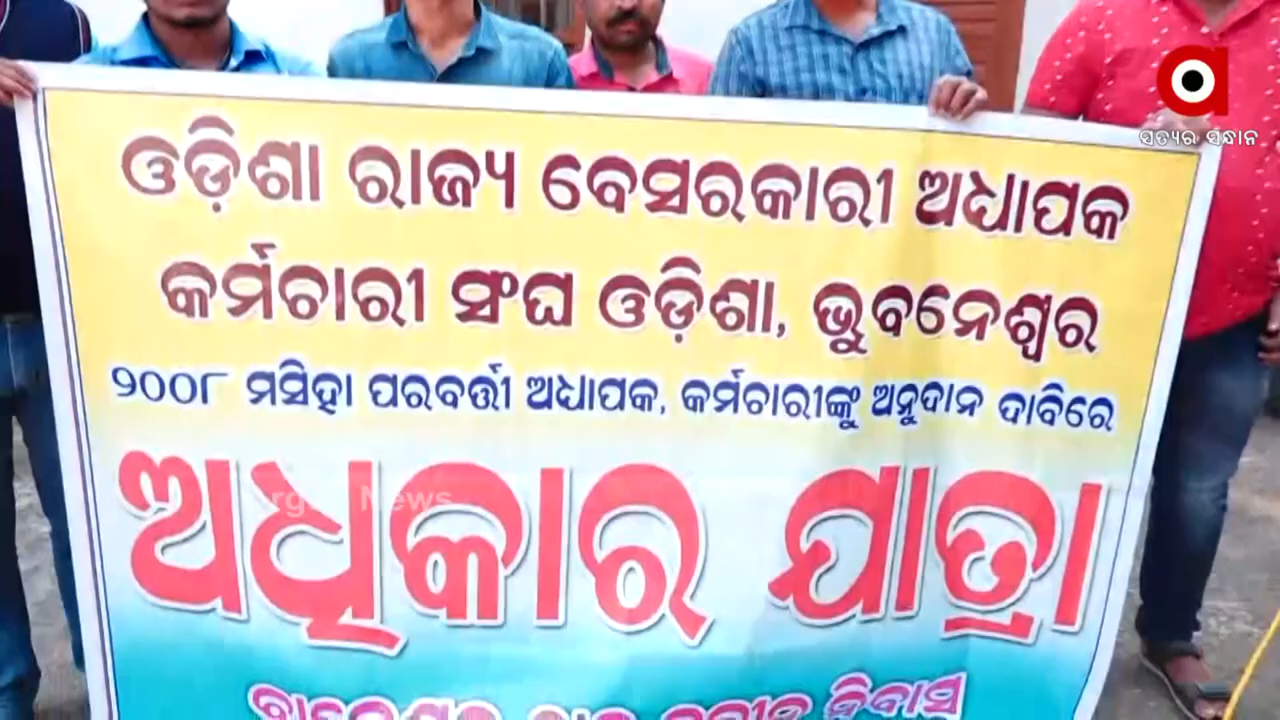 ସତ୍ୟର ସନ୍ଧାନ
ଓଡ଼ିଶା ରାଜ୍ୟ ବେସରକାରୀ ଅଧ୍ୟାପକ
କର୍ମଚାରୀ ସଂଘ ଓଡ଼ିଶା, ଭୁବନେଶ୍ୱର
୨୦୦୮ ମସିହା ପରବର୍ତ୍ତୀ ଅଧ୍ୟାପକ, କର୍ମଚାରୀଙ୍କୁ ଅନୁଦାନ ଦାବିରେ
News
ଅଧିକାର ଯାତ୍ରା
ନିବାସ